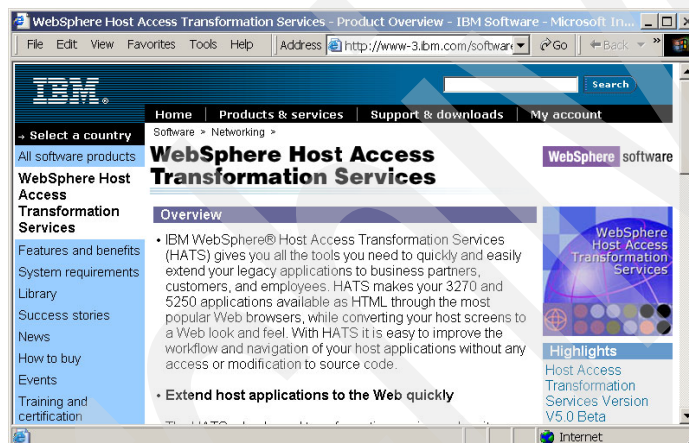 WebSphere Host Access Transformation Services - Product Overview - IBM Software - Microsoft In...
File Edit View Favorites Tools Help Address http://www-3.ibm.com/software Go Back »
IBM®
Search
Home Products & services Support & downloads My account
→ Select a country
Software > Networking >
All software products
WebSphere Host
Access
Transformation
Services
Features and benefits
System requirements
Library
Success stories
News
How to buy
Events
Training and
certification
WebSphere Host Access
Transformation Services
WebSphere software
Overview
• IBM WebSphere® Host Access Transformation Services
(HATS) gives you all the tools you need to quickly and easily
extend your legacy applications to business partners,
customers, and employees. HATS makes your 3270 and
5250 applications available as HTML through the most
popular Web browsers, while converting your host screens to
a Web look and feel. With HATS it is easy to improve the
workflow and navigation of your host applications without any
access or modification to source code.
• Extend host applications to the Web quickly
WebSphere
Host Access
Transformation
Services
Highlights
Host Access
Transformation
Services Version
V5.0 Beta
Internet